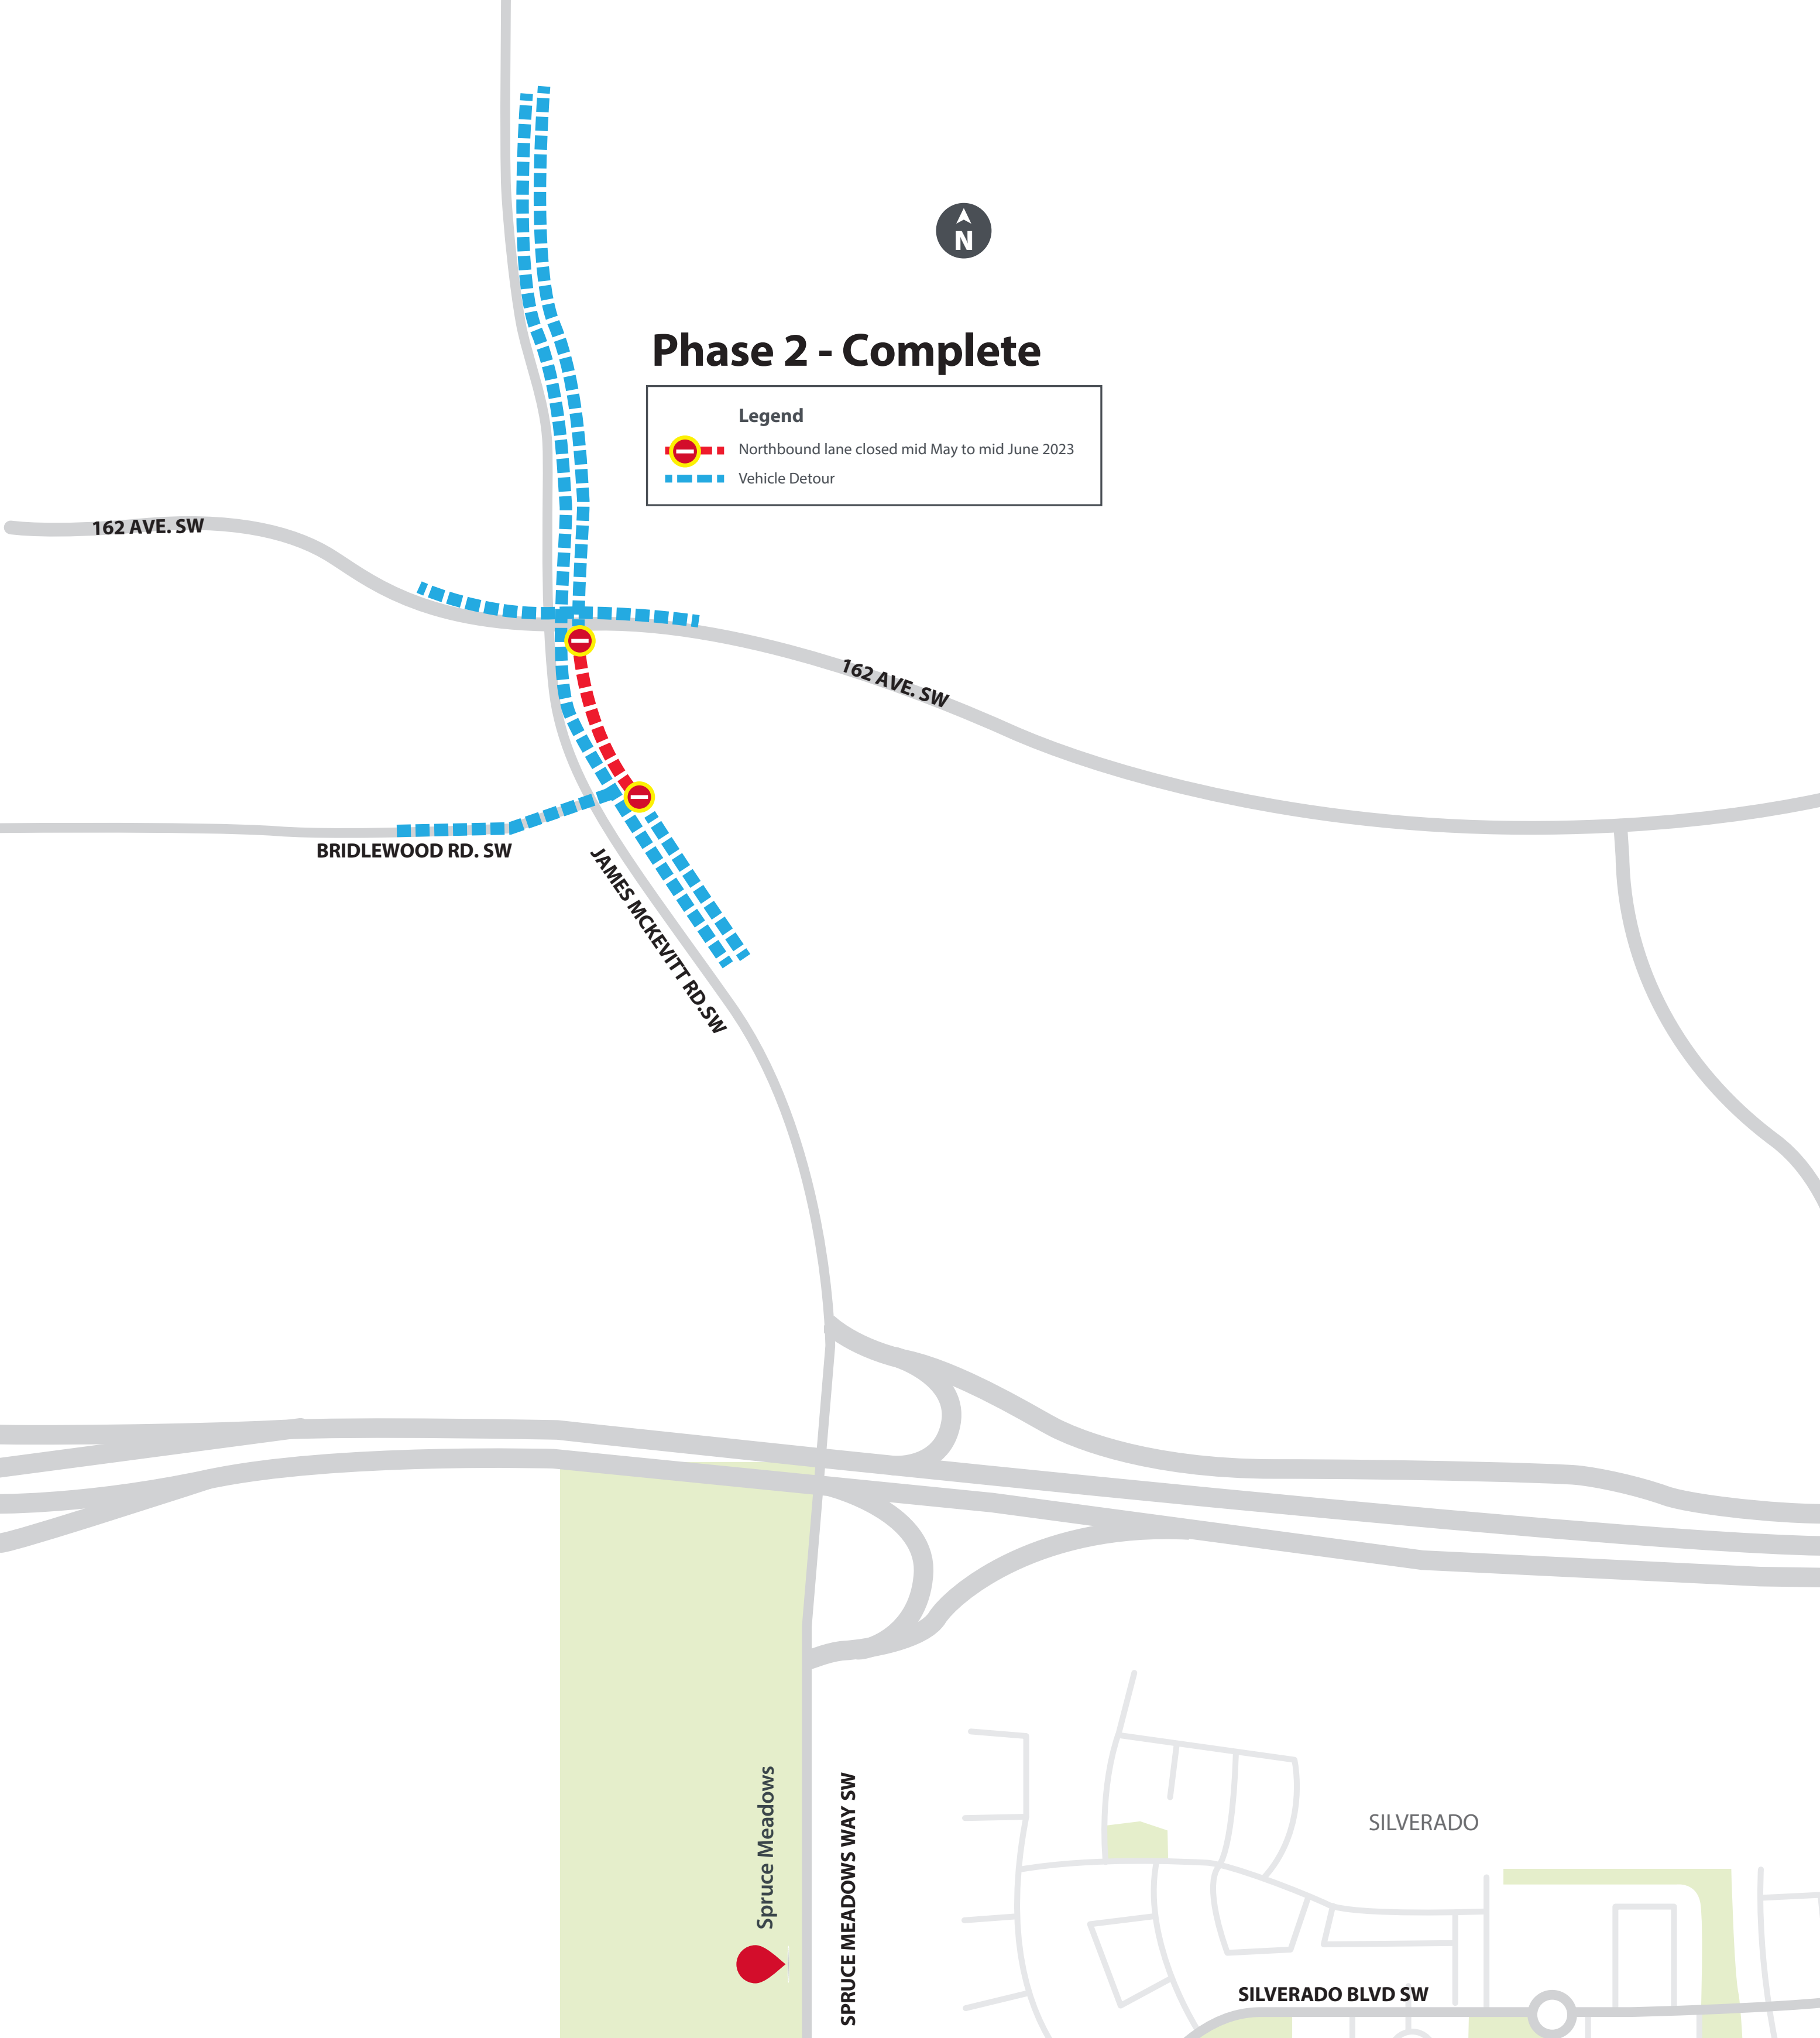 N
Phase 2 - Complete
Legend
Northbound lane closed mid May to mid June 2023
Vehicle Detour
162 AVE. SW
162 AVE. SW
BRIDLEWOOD RD. SW
JAMES MCKEVITT RD.SW
Spruce Meadows
SPRUCE MEADOWS WAY SW
SILVERADO
SILVERADO BLVD SW